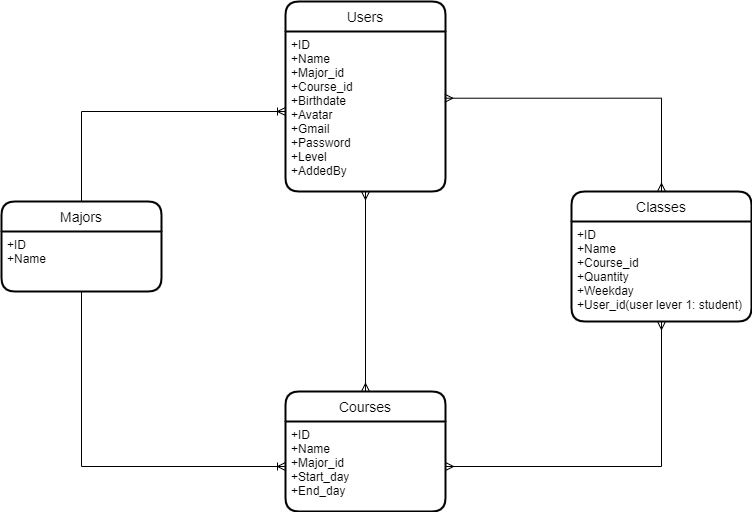 Users
+ID
+Name
+Major_id
+Course_id
+Birthdate
+Avatar
+Gmail
+Password
+Level
+AddedBy
Majors
+ID
+Name
Classes
+ID
+Name
+Course_id
+Quantity
+Weekday
+User_id(user lever 1: student)
Courses
+ID
+Name
+Major_id
+Start_day
+End_day